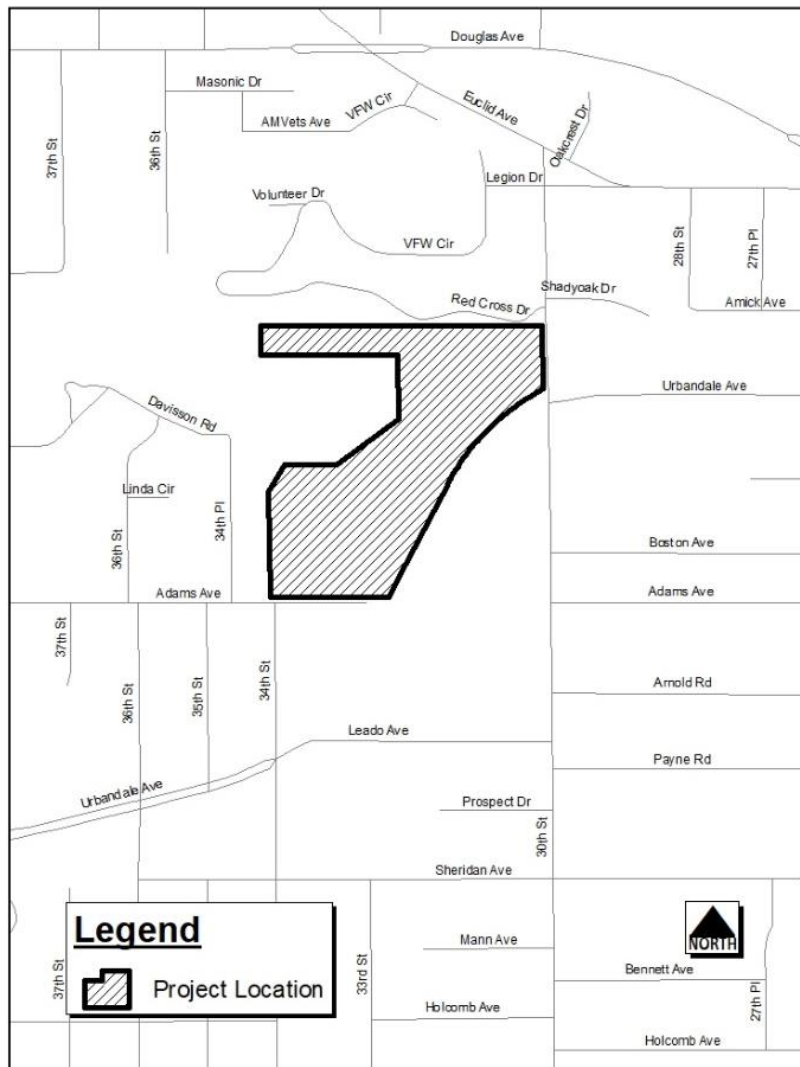 Douglas Ave
Masonic Dr
VFW Cir
Euclid Ave
AMVets Ave
Oakcrest Dr
37th St
36th St
Legion Dr
Volunteer Dr
VFW Cir
28th St
27th Pl
Shadyoak Dr
Red Cross Dr
Amick Ave
Urbandale Ave
Davisson Rd
Linda Cir
34th Pl
36th St
Boston Ave
Adams Ave
Adams Ave
37th St
36th St
35th St
34th St
Arnold Rd
Leado Ave
Payne Rd
Urbandale Ave
Prospect Dr
30th St
Sheridan Ave
Legend
Project Location
37th St
33rd St
Mann Ave
NORTH
Bennett Ave
27th Pl
Holcomb Ave
Holcomb Ave